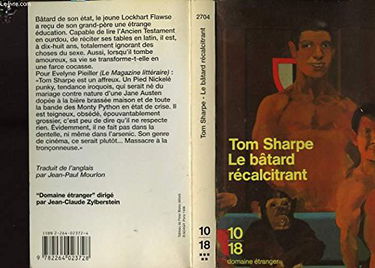 Bâtard de son état, le jeune Lockhart Flawse
a reçu de son grand-père une étrange
éducation. Capable de lire l'Ancien Testament
en ourdou, de réciter ses tables en latin, il est,
à dix-huit ans, totalement ignorant des
choses du sexe. Aussi, lorsqu'il tombe
amoureux, sa vie se transforme-t-elle en
une farce cocasse.
Pour Evelyne Pieiller (Le Magazine littéraire) :
«Tom Sharpe est un affreux. Un Pied Nickelé
punky, tendance iroquois, qui serait né du
mariage contre nature d'une Jane Austen
dopée à la bière brassée maison et de toute
la bande des Monty Python en état de crise. Il
est teigneux, obsédé, épouvantablement
grossier, c'est peu de dire qu'il ne respecte
rien. Évidemment, il ne fait pas dans la
dentelle, ni même dans l'arsenic. Son genre
de cinéma, ce serait plutôt... Massacre à la
tronçonneuse.»
Traduit de l'anglais
par Jean-Paul Mourlon
"Domaine étranger" dirigé
par Jean-Claude Zylberstein
ISBN 2-264-02372-4
9 782264 023728
2704
Tom Sharpe - Le bâtard récalcitrant
10
18
Tom Sharpe
Le bâtard
récalcitrant
10
18
domaine étranger